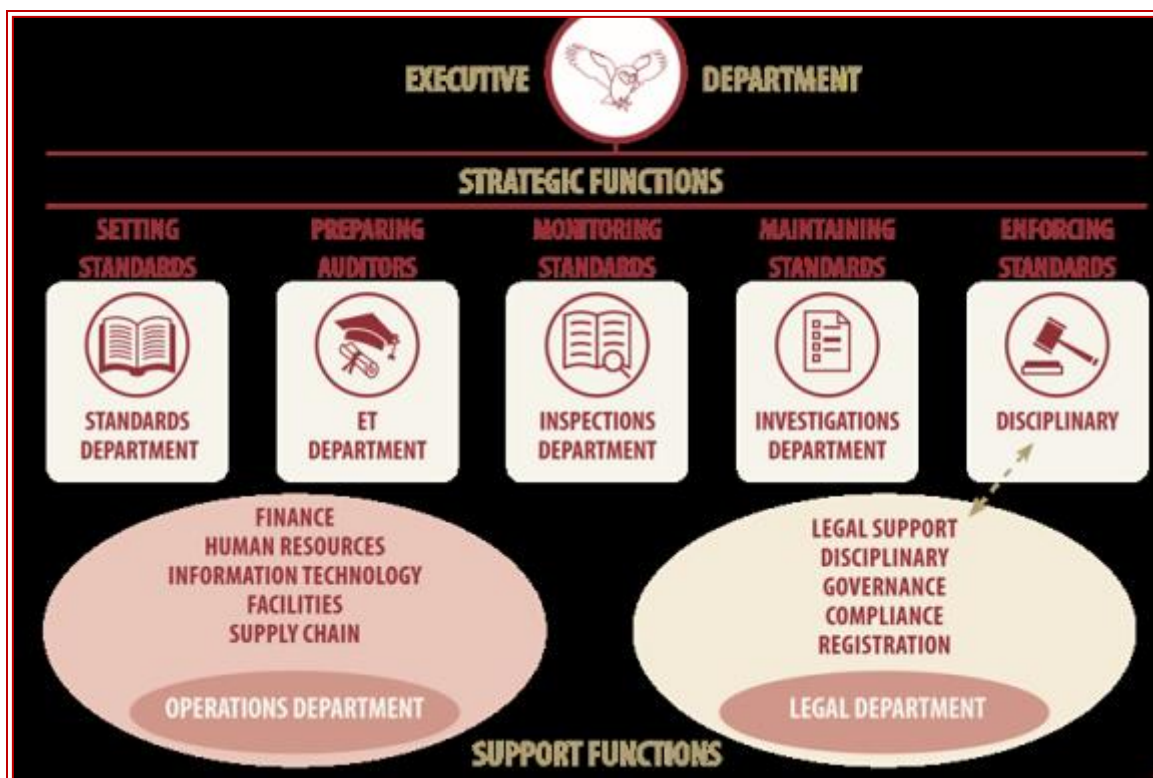 EXECUTIVE DEPARTMENT
STRATEGIC FUNCTIONS
SETTING
STANDARDS
PREPARING
AUDITORS
MONITORING
STANDARDS
MAINTAINING
STANDARDS
ENFORCING
STANDARDS
STANDARDS
DEPARTMENT
ET
DEPARTMENT
INSPECTIONS
DEPARTMENT
INVESTIGATIONS
DEPARTMENT
DISCIPLINARY
FINANCE
HUMAN RESOURCES
INFORMATION TECHNOLOGY
FACILITIES
SUPPLY CHAIN
OPERATIONS DEPARTMENT
LEGAL SUPPORT
DISCIPLINARY
GOVERNANCE
COMPLIANCE
REGISTRATION
LEGAL DEPARTMENT
SUPPORT FUNCTIONS